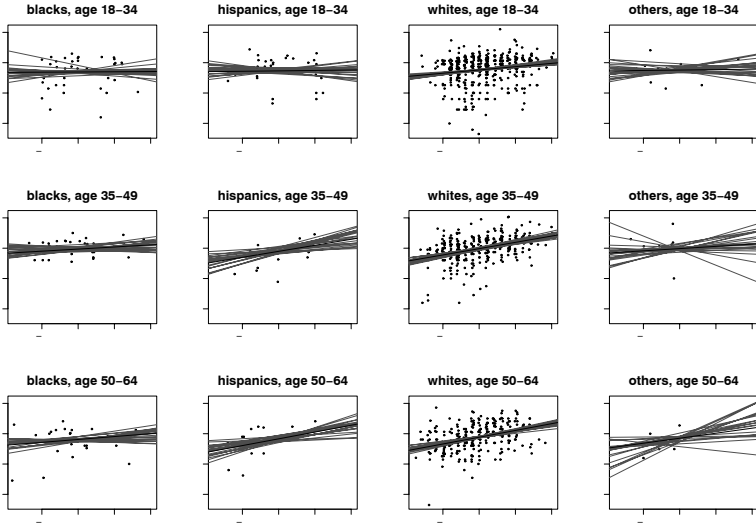 blacks, age 18−34
hispanics, age 18−34
whites, age 18−34
others, age 18−34
blacks, age 35−49
hispanics, age 35−49
whites, age 35−49
others, age 35−49
blacks, age 50−64
hispanics, age 50−64
whites, age 50−64
others, age 50−64